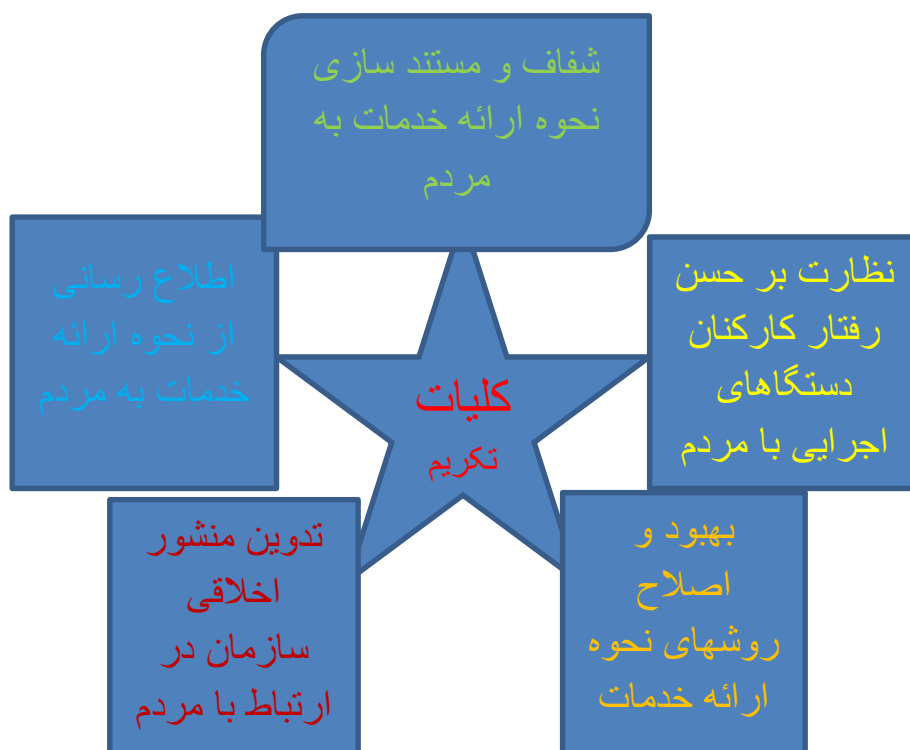 شفاف و مستند سازی
نحوه ارائه خدمات به
مردم
نظارت بر حسن
رفتار کارکنان
دستگاهای
اجرایی با مردم
اطلاع رسانی
از نحوه ارائه
خدمات به مردم
کلیات
تکریم
بهبود و
اصلاح
روشهای نحوه
ارائه خدمات
تدوین منشور
اخلاقی
سازمان در
ارتباط با مردم